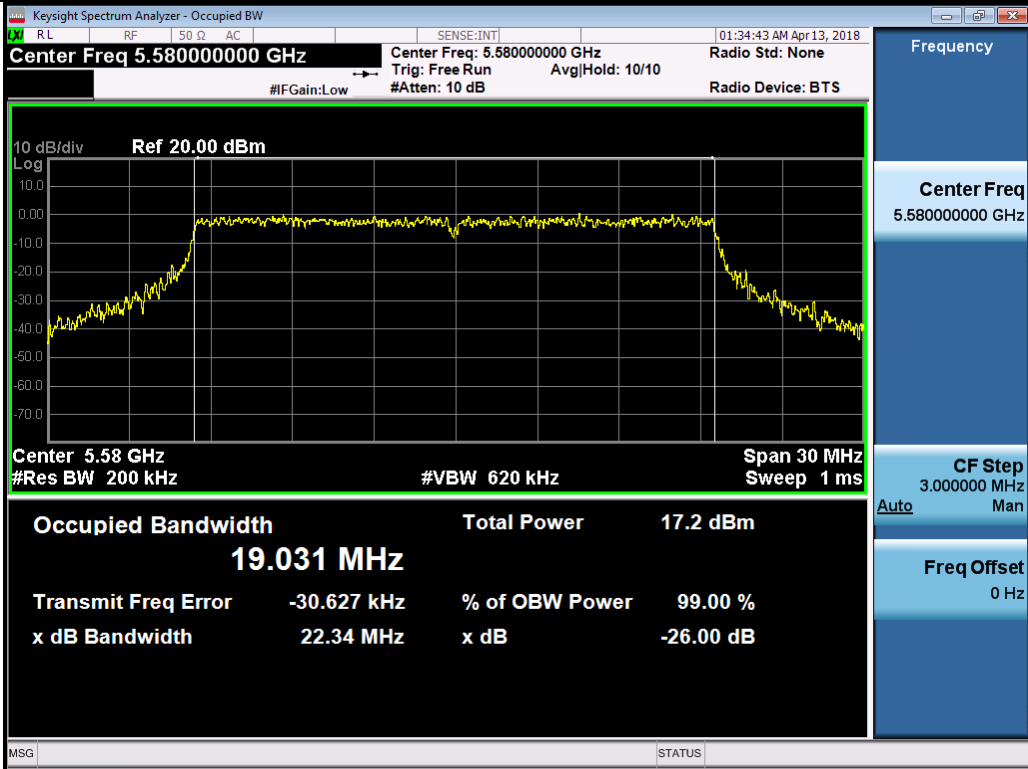 Keysight Spectrum Analyzer - Occupied BW
LXI RL RF 50 Ω AC SENSE:INT 01:34:43 AM Apr 13, 2018
Center Freq 5.580000000 GHz
Center Freq: 5.580000000 GHz
Radio Std: None
Trig: Free Run Avg|Hold: 10/10
#IFGain:Low #Atten: 10 dB Radio Device: BTS
10 dB/div Ref 20.00 dBm
Log
10.0
0.00
-10.0
-20.0
-30.0
-40.0
-50.0
-60.0
-70.0
Center 5.58 GHz Span 30 MHz
#Res BW 200 kHz #VBW 620 kHz Sweep 1 ms
Occupied Bandwidth Total Power 17.2 dBm
19.031 MHz
Transmit Freq Error -30.627 kHz % of OBW Power 99.00 %
x dB Bandwidth 22.34 MHz x dB -26.00 dB
Frequency
Center Freq
5.580000000 GHz
CF Step
3.000000 MHz
Auto Man
Freq Offset
0 Hz
MSG STATUS